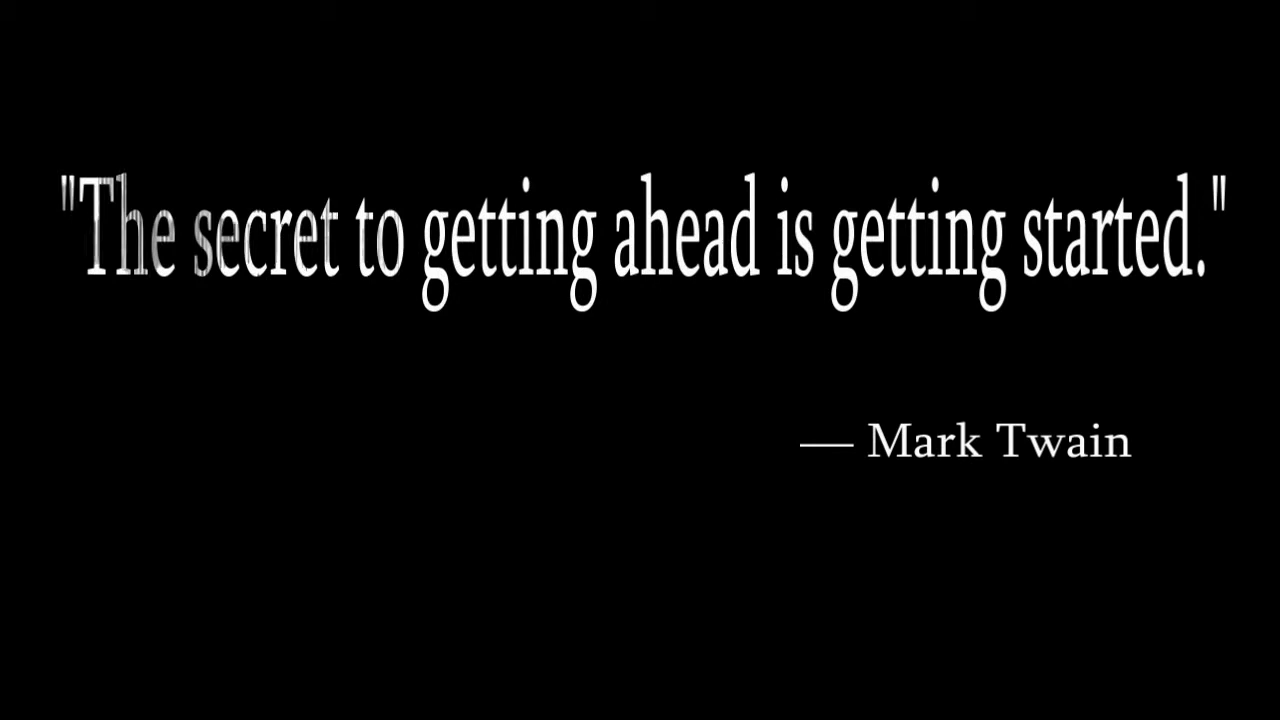 "The secret to getting ahead is getting started."
— Mark Twain